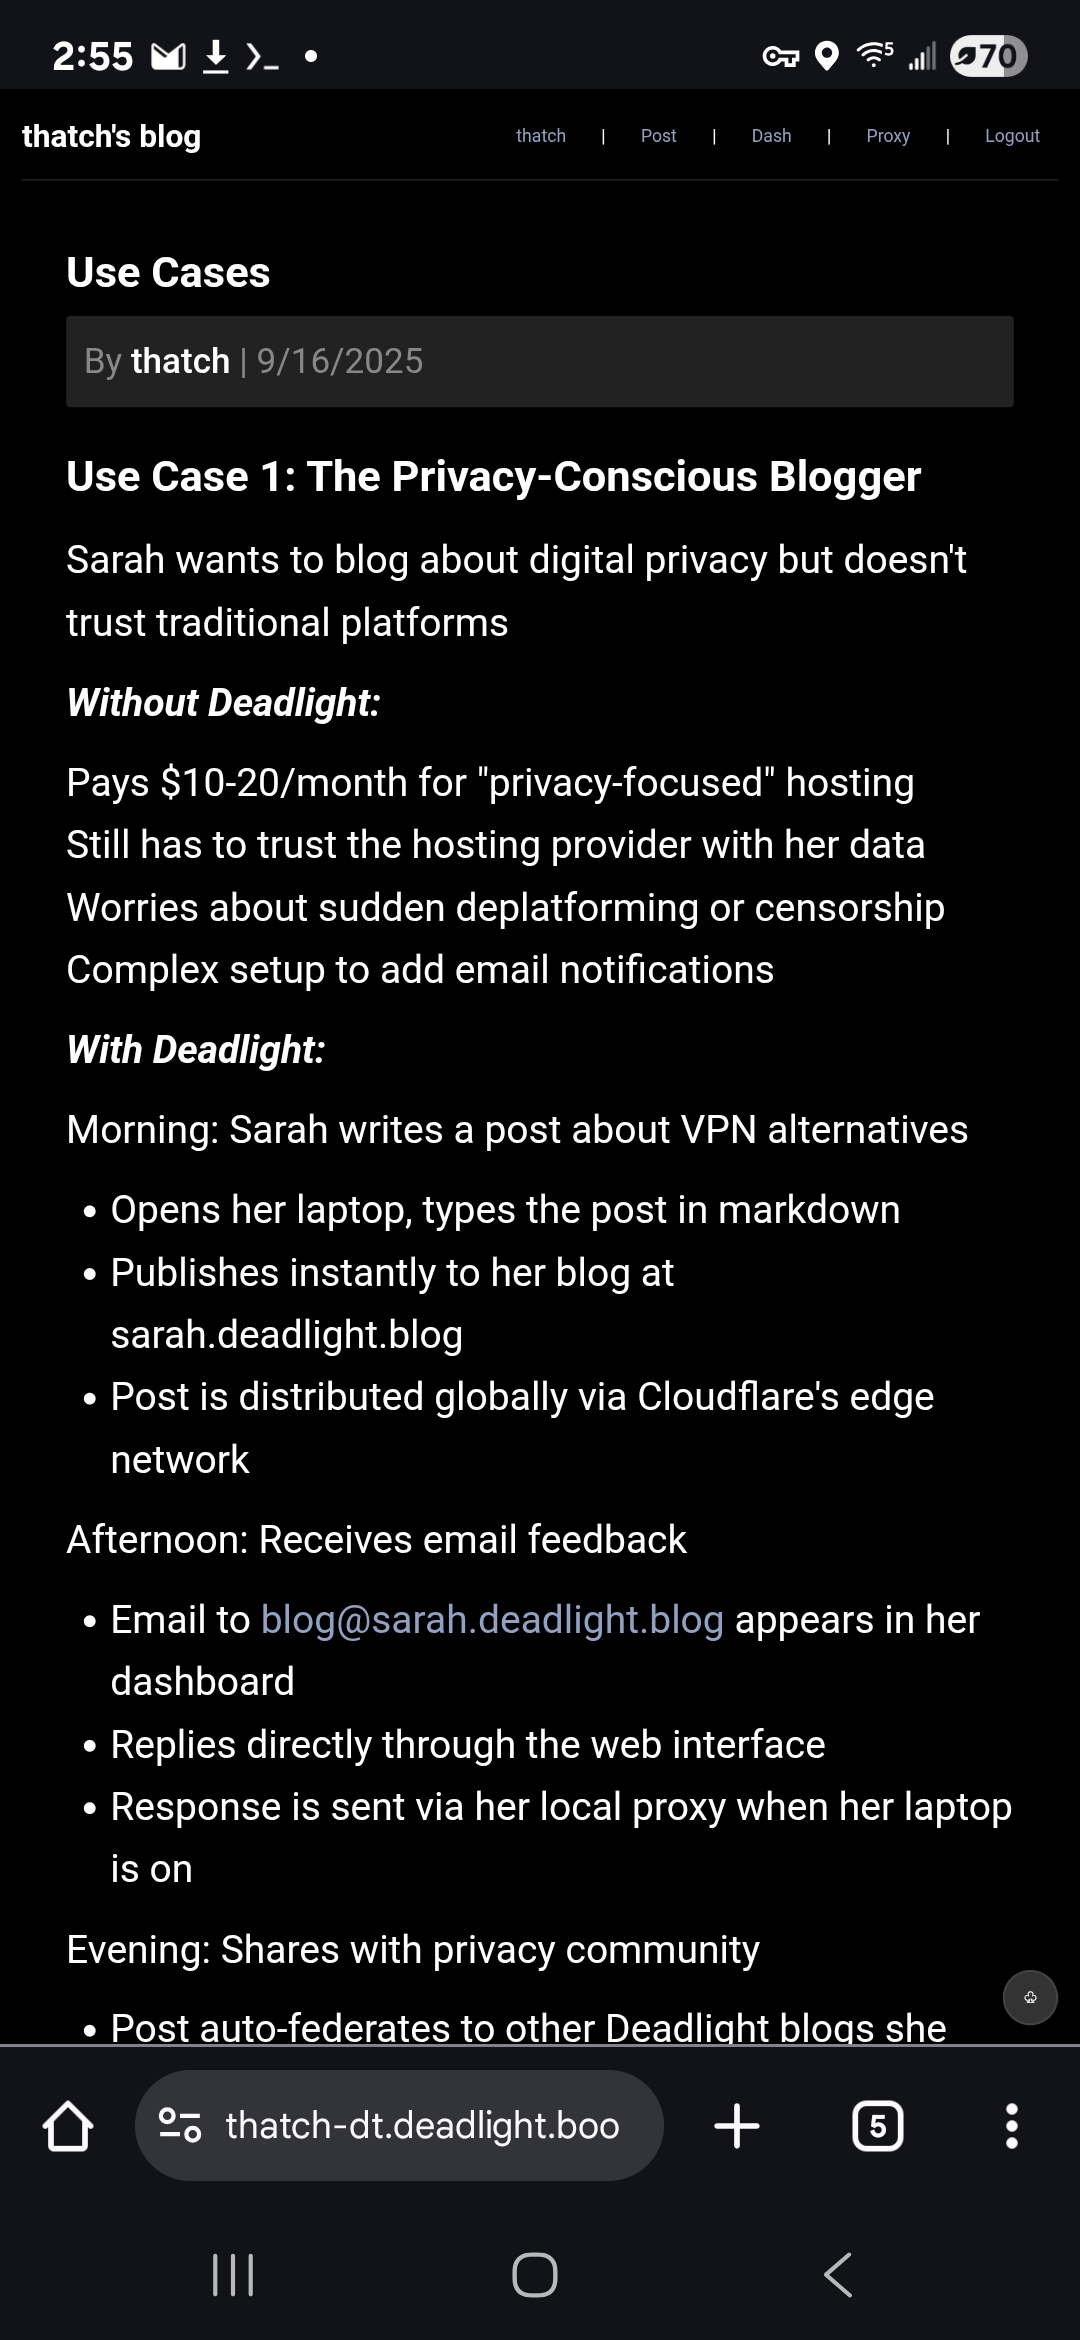 2:55
5
70
thatch's blog
thatch | Post | Dash | Proxy | Logout
Use Cases
By thatch | 9/16/2025
Use Case 1: The Privacy-Conscious Blogger
Sarah wants to blog about digital privacy but doesn't
trust traditional platforms
Without Deadlight:
Pays $10-20/month for "privacy-focused" hosting
Still has to trust the hosting provider with her data
Worries about sudden deplatforming or censorship
Complex setup to add email notifications
With Deadlight:
Morning: Sarah writes a post about VPN alternatives
• Opens her laptop, types the post in markdown
• Publishes instantly to her blog at
sarah.deadlight.blog
• Post is distributed globally via Cloudflare's edge
network
Afternoon: Receives email feedback
• Email to blog@sarah.deadlight.blog appears in her
dashboard
• Replies directly through the web interface
• Response is sent via her local proxy when her laptop
is on
Evening: Shares with privacy community
• Post auto-federates to other Deadlight blogs she
thatch-dt.deadlight.boo
5